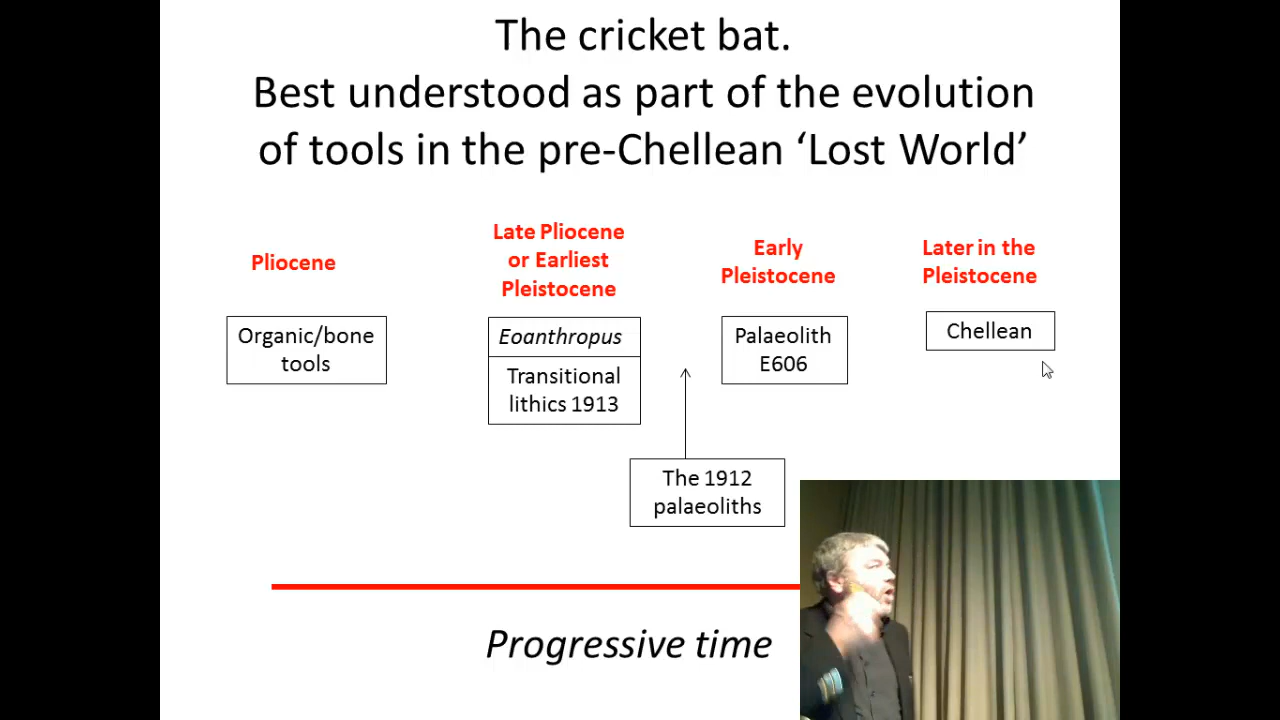 The cricket bat.
Best understood as part of the evolution
of tools in the pre-Chellean ‘Lost World’
Pliocene
Late Pliocene
or Earliest
Pleistocene
Early
Pleistocene
Later in the
Pleistocene
Organic/bone
tools
Eoanthropus
Transitional
lithics 1913
Palaeolith
E606
Chellean
The 1912
palaeoliths
Progressive time